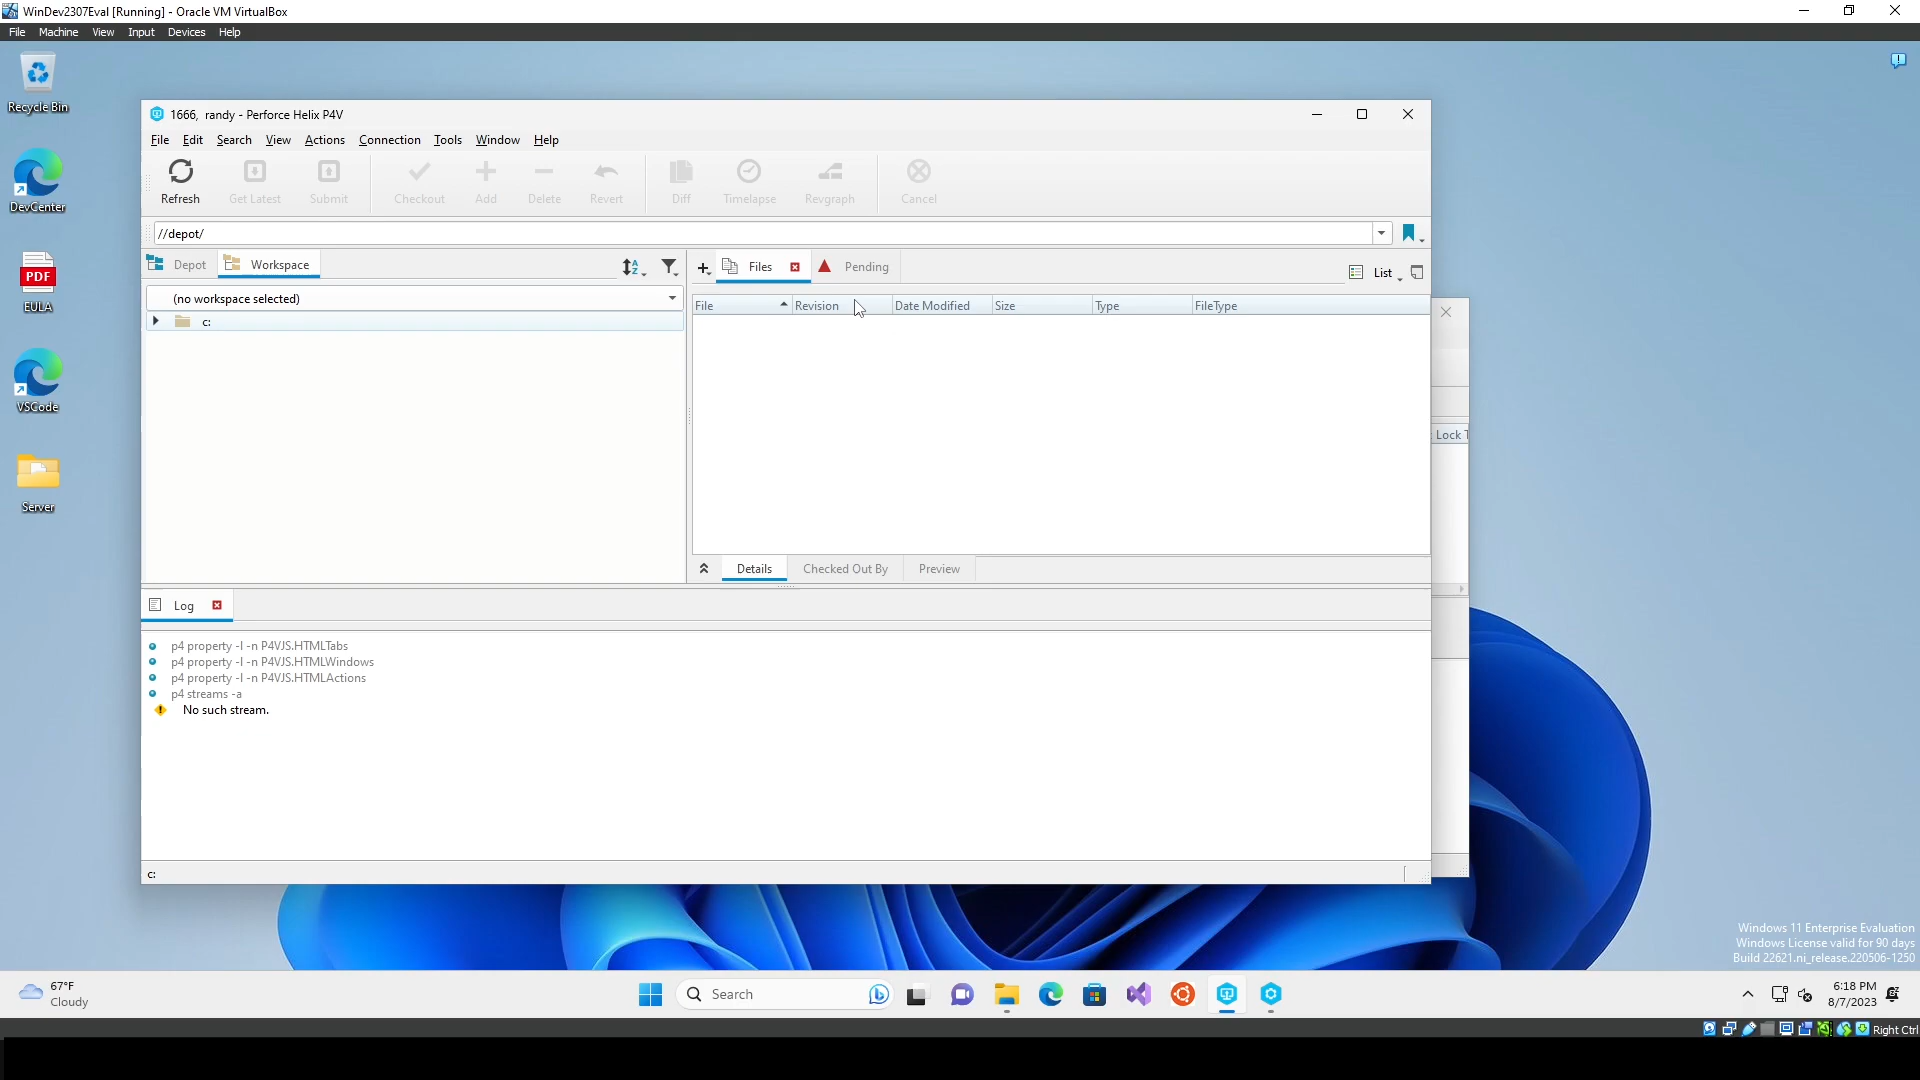 WinDev2307Eval [Running] - Oracle VM VirtualBox
File Machine View Input Devices Help
Recycle Bin
DevCenter
PDF
EULA
VSCode
Server
1666, randy - Perforce Helix P4V
File Edit Search View Actions Connection Tools Window Help
Refresh Get Latest Submit Checkout Add Delete Revert Diff Timelapse Revgraph Cancel
//depot/
Depot Workspace
Files Pending List
(no workspace selected)
c:
File Revision Date Modified Size Type FileType
Lock T
Details Checked Out By Preview
Log
p4 property -l -n P4VJS.HTMLTabs
p4 property -l -n P4VJS.HTMLWindows
p4 property -l -n P4VJS.HTMLActions
p4 streams -a
No such stream.
c:
Windows 11 Enterprise Evaluation
Windows License valid for 90 days
Build 22621.ni_release.220506-1250
67°F
Cloudy
Search
6:18 PM
8/7/2023
Right Ctrl